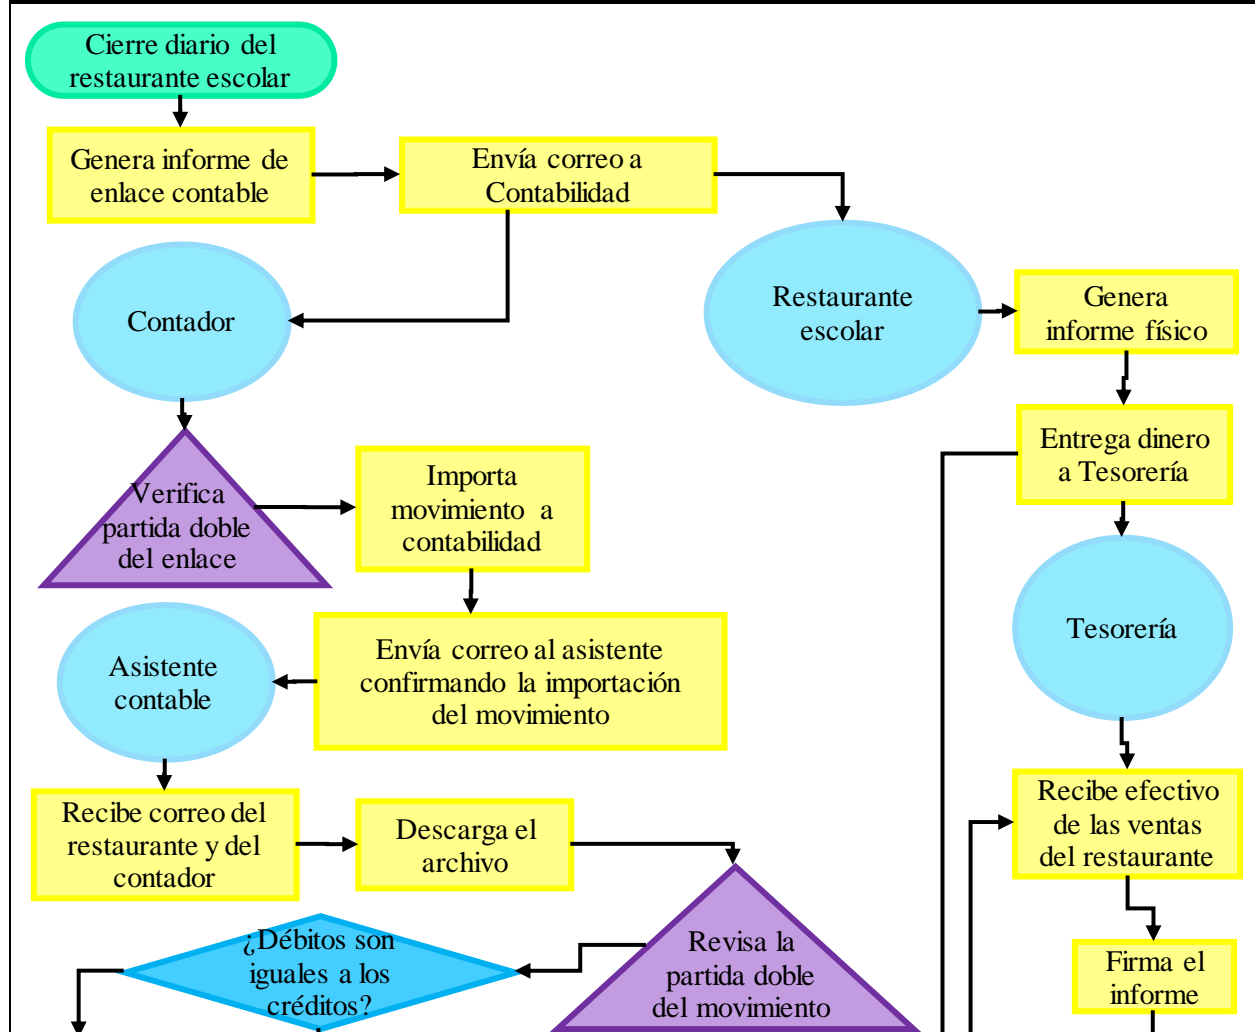 Cierre diario del
restaurante escolar
Genera informe de
enlace contable
Envía correo a
Contabilidad
Contador
Restaurante
escolar
Genera
informe físico
Entrega dinero
a Tesorería
Verifica
partida doble
del enlace
Importa
movimiento a
contabilidad
Tesorería
Asistente
contable
Envía correo al asistente
confirmando la importación
del movimiento
Recibe correo del
restaurante y del
contador
Descarga el
archivo
Recibe efectivo
de las ventas
del restaurante
¿Débitos son
iguales a los
créditos?
Revisa la
partida doble
del movimiento
Firma el
informe